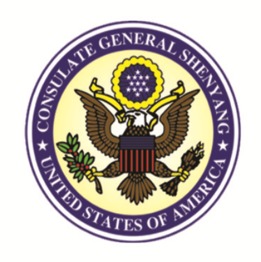 CONSULATE GENERAL SHENYANG
UNITED STATES OF AMERICA